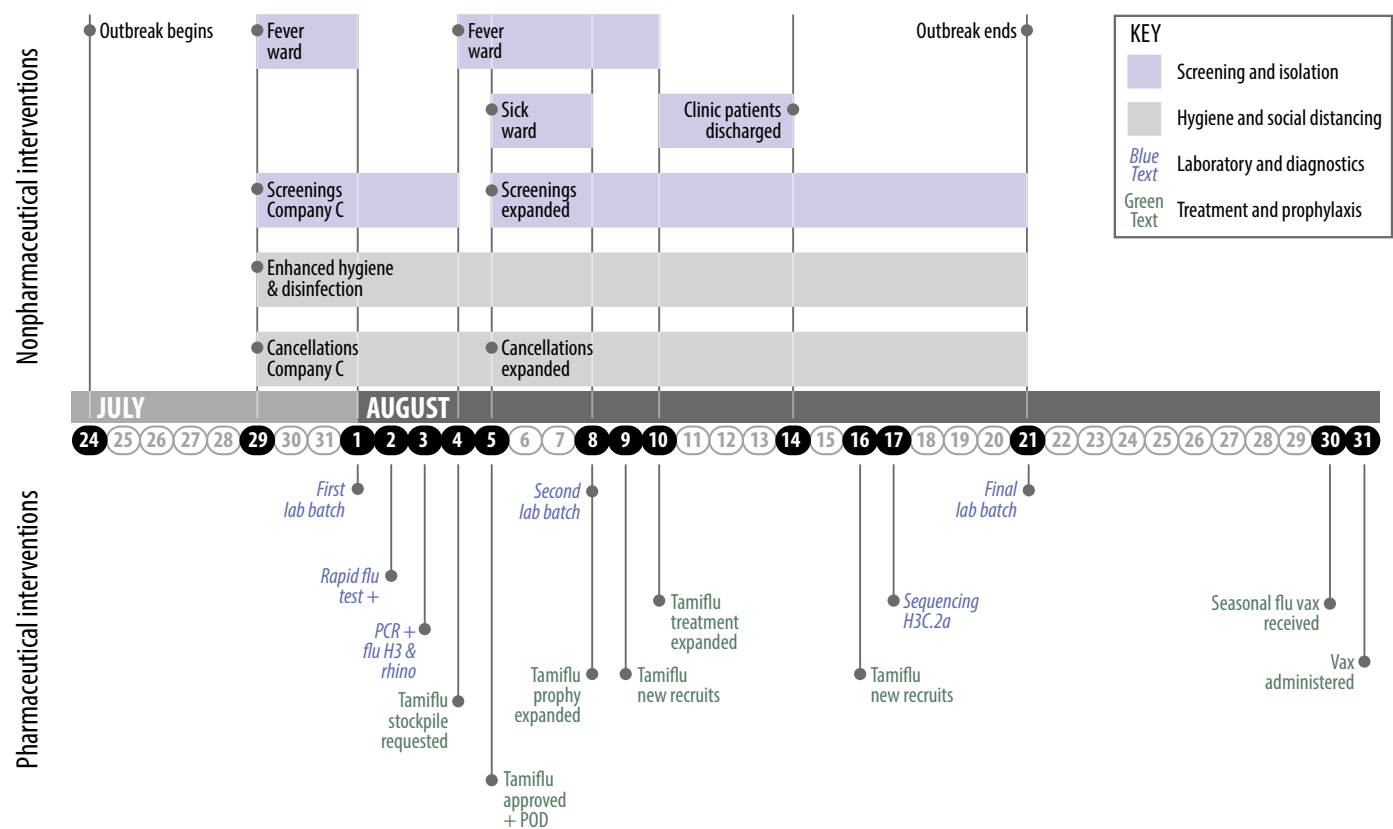 Nonpharmaceutical interventions
Outbreak begins
Fever
ward
Fever
ward
Outbreak ends
Sick
ward
Clinic patients
discharged
Screenings
Company C
Screenings
expanded
Enhanced hygiene
& disinfection
Cancellations
Company C
Cancellations
expanded
KEY
Screening and isolation
Hygiene and social distancing
Blue
Text
Laboratory and diagnostics
Green
Text
Treatment and prophylaxis
JULY AUGUST
24 25 26 27 28 29 30 31 1 2 3 4 5 6 7 8 9 10 11 12 13 14 15 16 17 18 19 20 21 22 23 24 25 26 27 28 29 30 31
Pharmaceutical interventions
First
lab batch
Rapid flu
test +
PCR +
flu H3 &
rhino
Tamiflu
stockpile
requested
Tamiflu
approved
+ POD
Second
lab batch
Tamiflu
prophy
expanded
Tamiflu
new recruits
Tamiflu
treatment
expanded
Tamiflu
new recruits
Sequencing
H3C.2a
Final
lab batch
Seasonal flu vax
received
Vax
administered